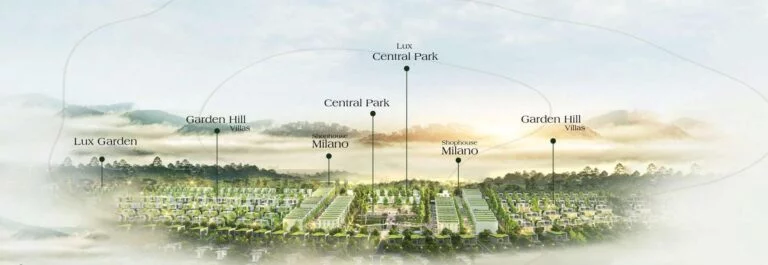 Lux
Central Park
Central Park
Garden Hill
Villas
Garden Hill
Villas
Shophouse
Milano
Shophouse
Milano
Lux Garden